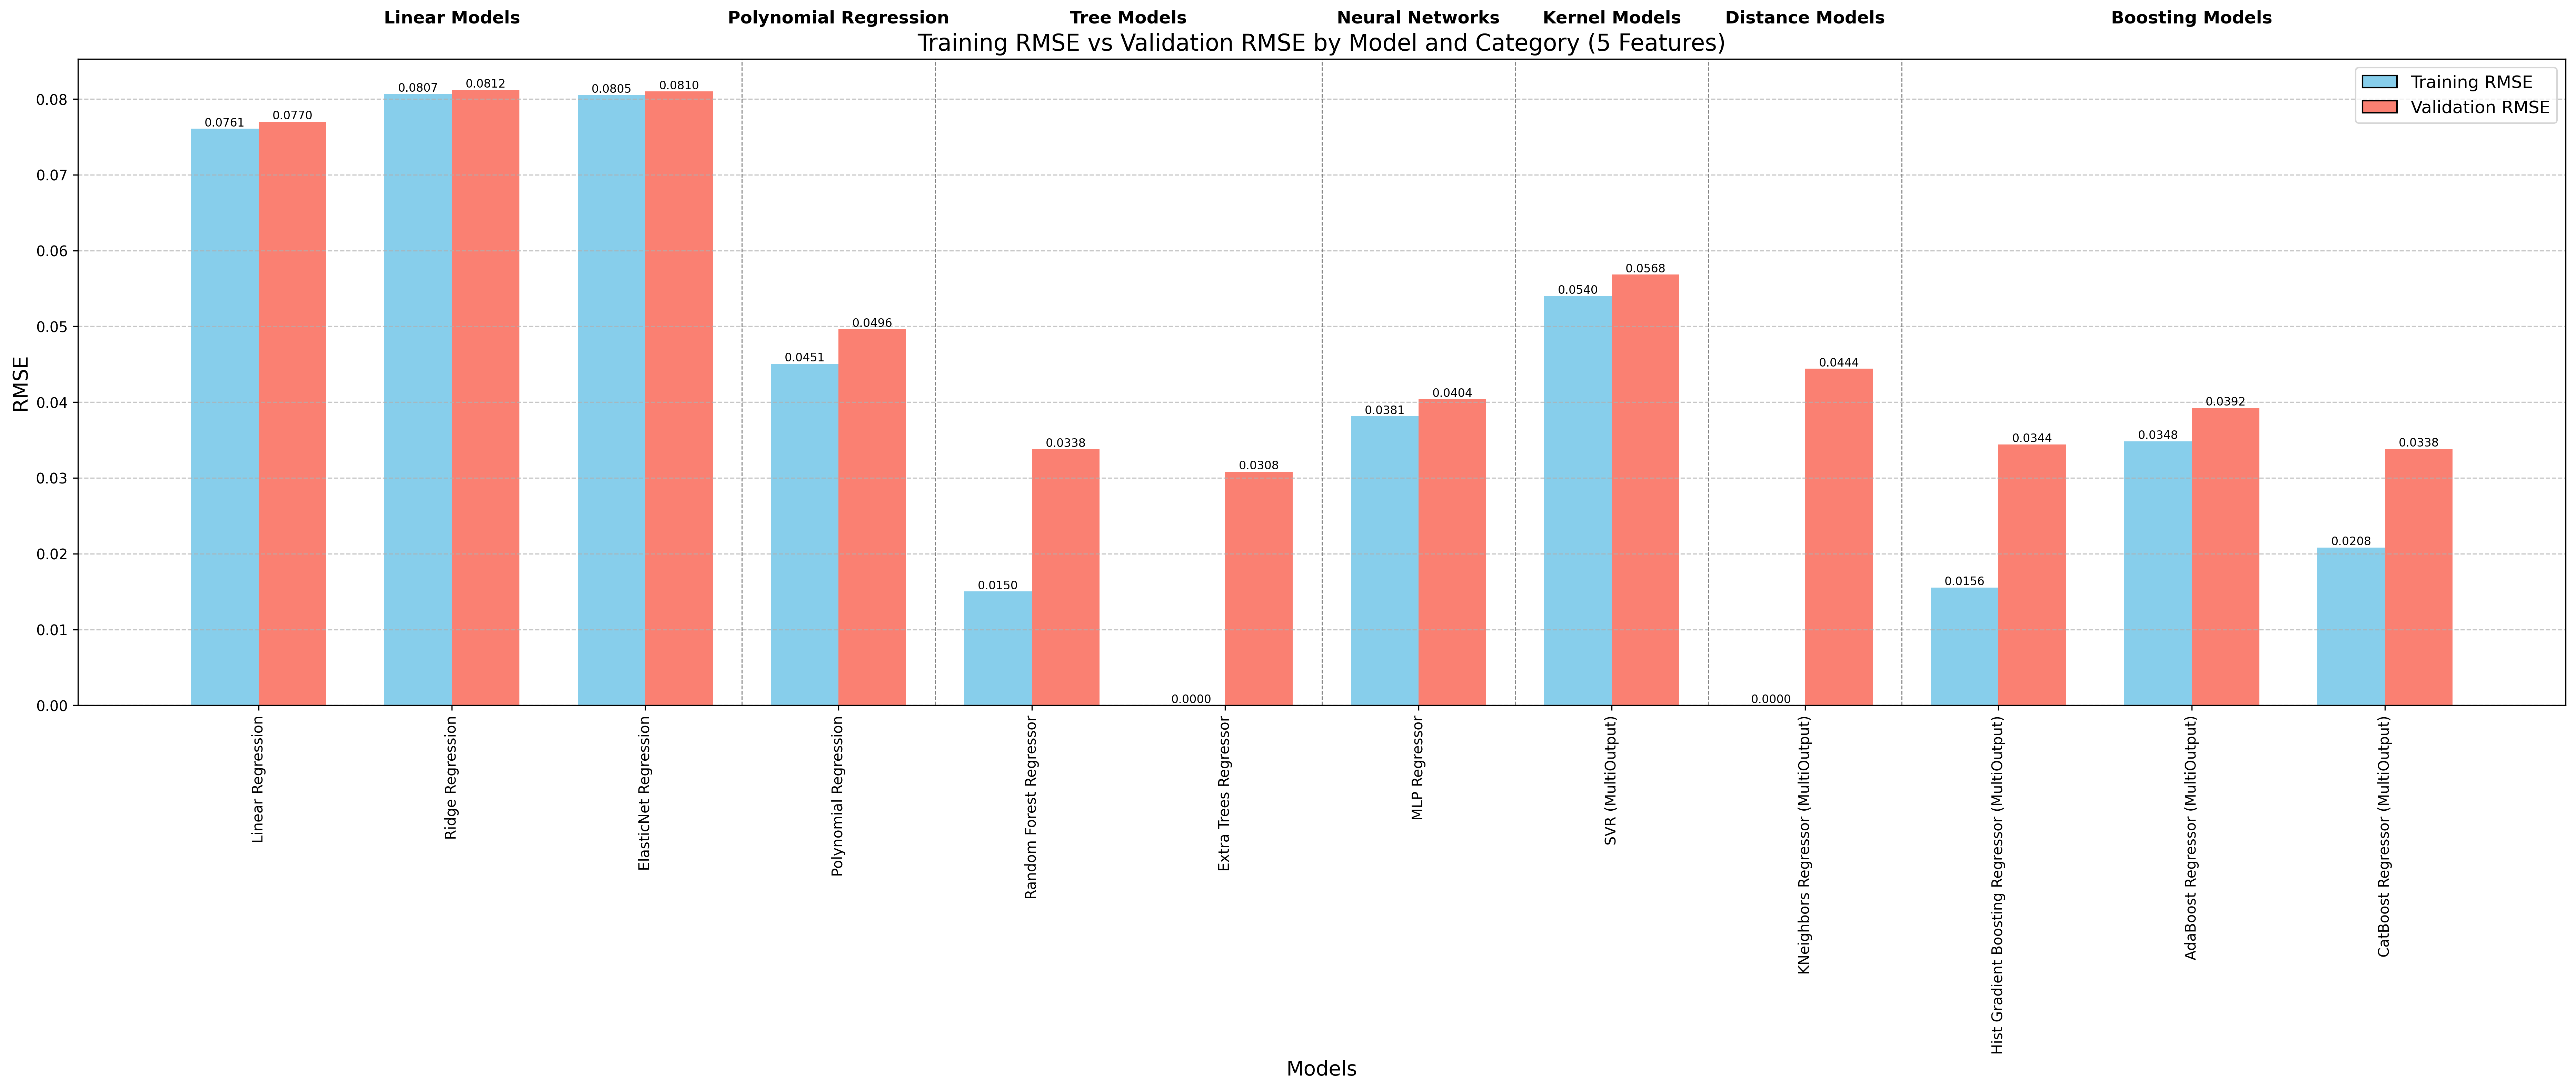 Linear Models
Polynomial Regression
Tree Models
Neural Networks
Kernel Models
Distance Models
Boosting Models
Training RMSE vs Validation RMSE by Model and Category (5 Features)
Training RMSE
Validation RMSE
RMSE
0.08
0.07
0.06
0.05
0.04
0.03
0.02
0.01
0.00
0.0761
0.0770
0.0807
0.0812
0.0805
0.0810
0.0451
0.0496
0.0150
0.0338
0.0000
0.0308
0.0381
0.0404
0.0540
0.0568
0.0000
0.0444
0.0156
0.0344
0.0348
0.0392
0.0208
0.0338
Linear Regression
Ridge Regression
ElasticNet Regression
Polynomial Regression
Random Forest Regressor
Extra Trees Regressor
MLP Regressor
SVR (MultiOutput)
KNeighbors Regressor (MultiOutput)
Hist Gradient Boosting Regressor (MultiOutput)
AdaBoost Regressor (MultiOutput)
CatBoost Regressor (MultiOutput)
Models